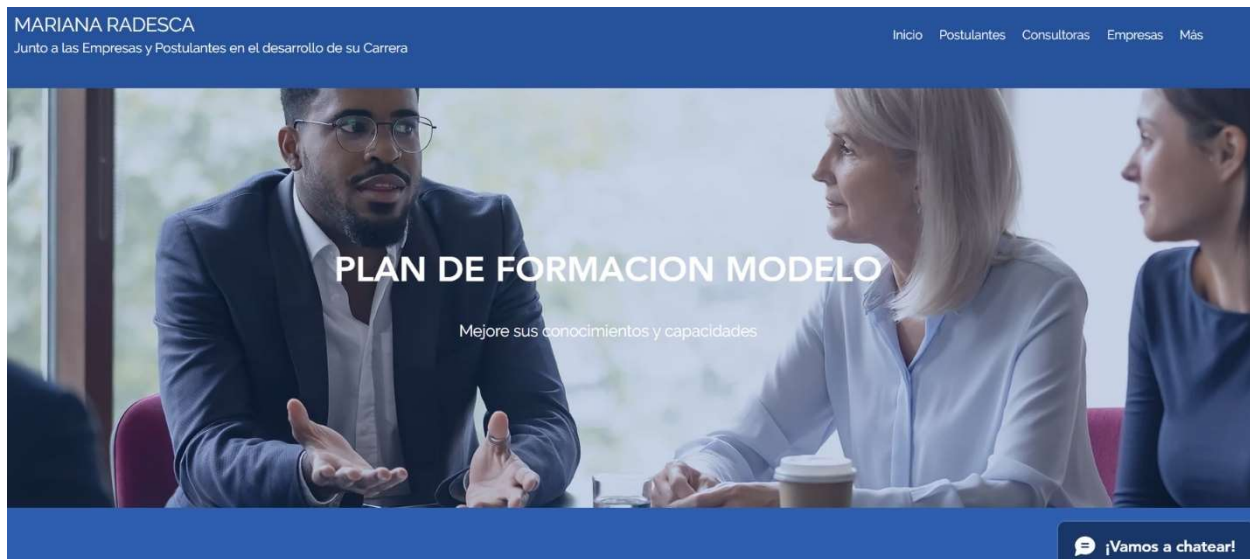 MARIANA RADESCA
Junto a las Empresas y Postulantes en el desarrollo de su Carrera
Inicio Postulantes Consultoras Empresas Más
PLAN DE FORMACION MODELO
Mejore sus conocimientos y capacidades
¡Vamos a chatear!